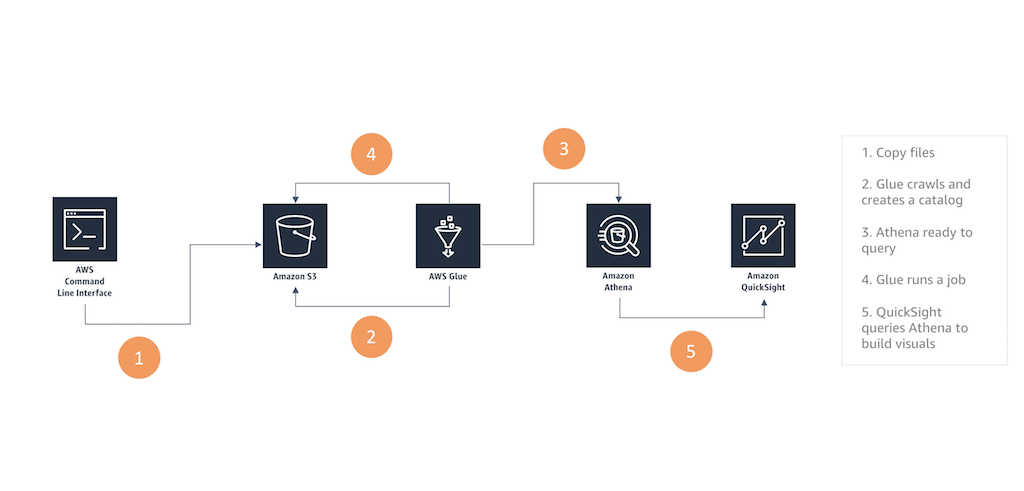 4
3
AWS
Command
Line Interface
Amazon S3
AWS Glue
Amazon
Athena
Amazon
QuickSight
1
2
5
1. Copy files
2. Glue crawls and
creates a catalog
3. Athena ready to
query
4. Glue runs a job
5. QuickSight
queries Athena to
build visuals